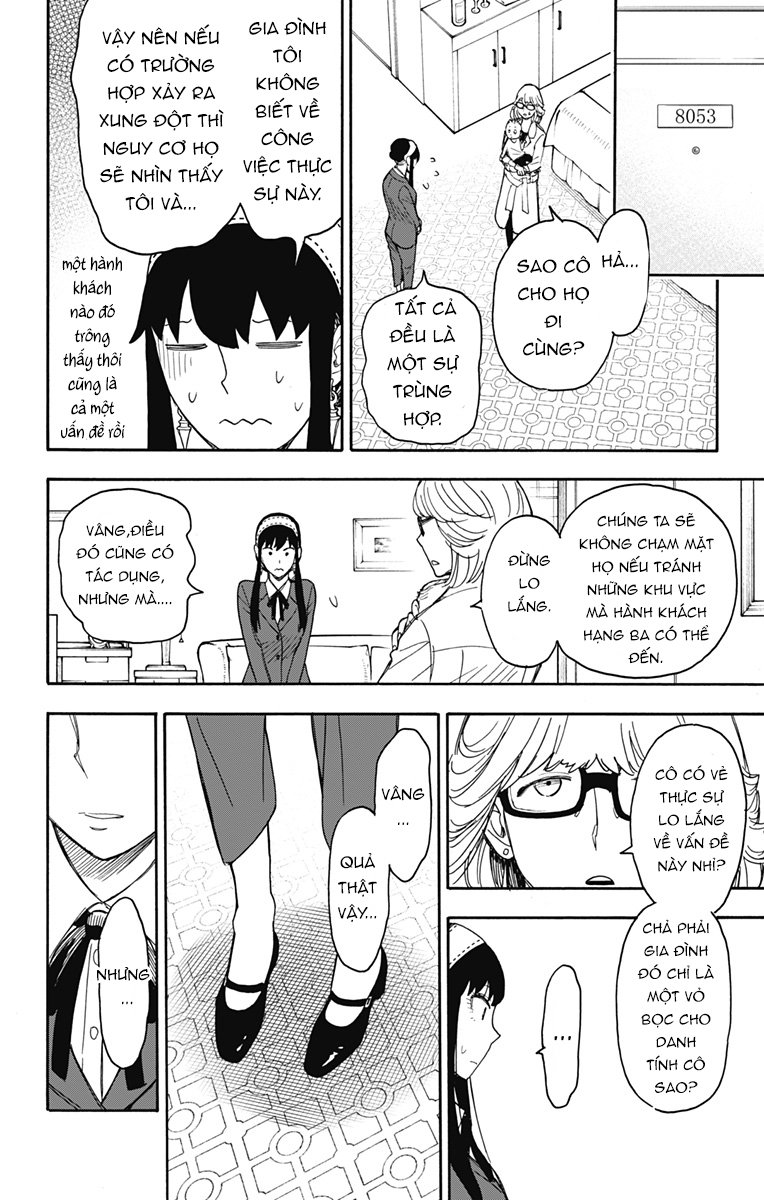 8053
HẢ...
SAO CÔ
CHO HỌ
ĐI
CÙNG?
TẤT CẢ
ĐỀU LÀ
MỘT SỰ
TRÙNG
HỢP.
GIA ĐÌNH
TÔI
KHÔNG
BIẾT VỀ
CÔNG
VIỆC THỰC
SỰ NÀY.
VẬY NÊN NẾU
CÓ TRƯỜNG
HỢP XẢY RA
XUNG ĐỘT THÌ
NGUY CƠ HỌ
SẼ NHÌN THẤY
TÔI VÀ...
một hành
khách
nào đó
trông
thấy thôi
cũng là
cả một
vấn đề rồi
CHÚNG TA SẼ
KHÔNG CHẠM MẶT
HỌ NẾU TRÁNH
NHỮNG KHU VỰC
MÀ HÀNH KHÁCH
HẠNG BA CÓ THỂ
ĐẾN.
ĐỪNG
LO
LẮNG.
VÂNG,ĐIỀU
ĐÓ CŨNG CÓ
TÁC DỤNG,
NHƯNG MÀ....
CÔ CÓ VẺ
THỰC SỰ
LO LẮNG
VỀ VẤN ĐỀ
NÀY NHỈ?
CHẢ PHẢI
GIA ĐÌNH
ĐÓ CHỈ LÀ
MỘT VỎ
BỌC CHO
DANH
TÍNH CÔ
SAO?
...
VÂNG
...
QUẢ
THẬT
VẬY...
NHƯNG
...